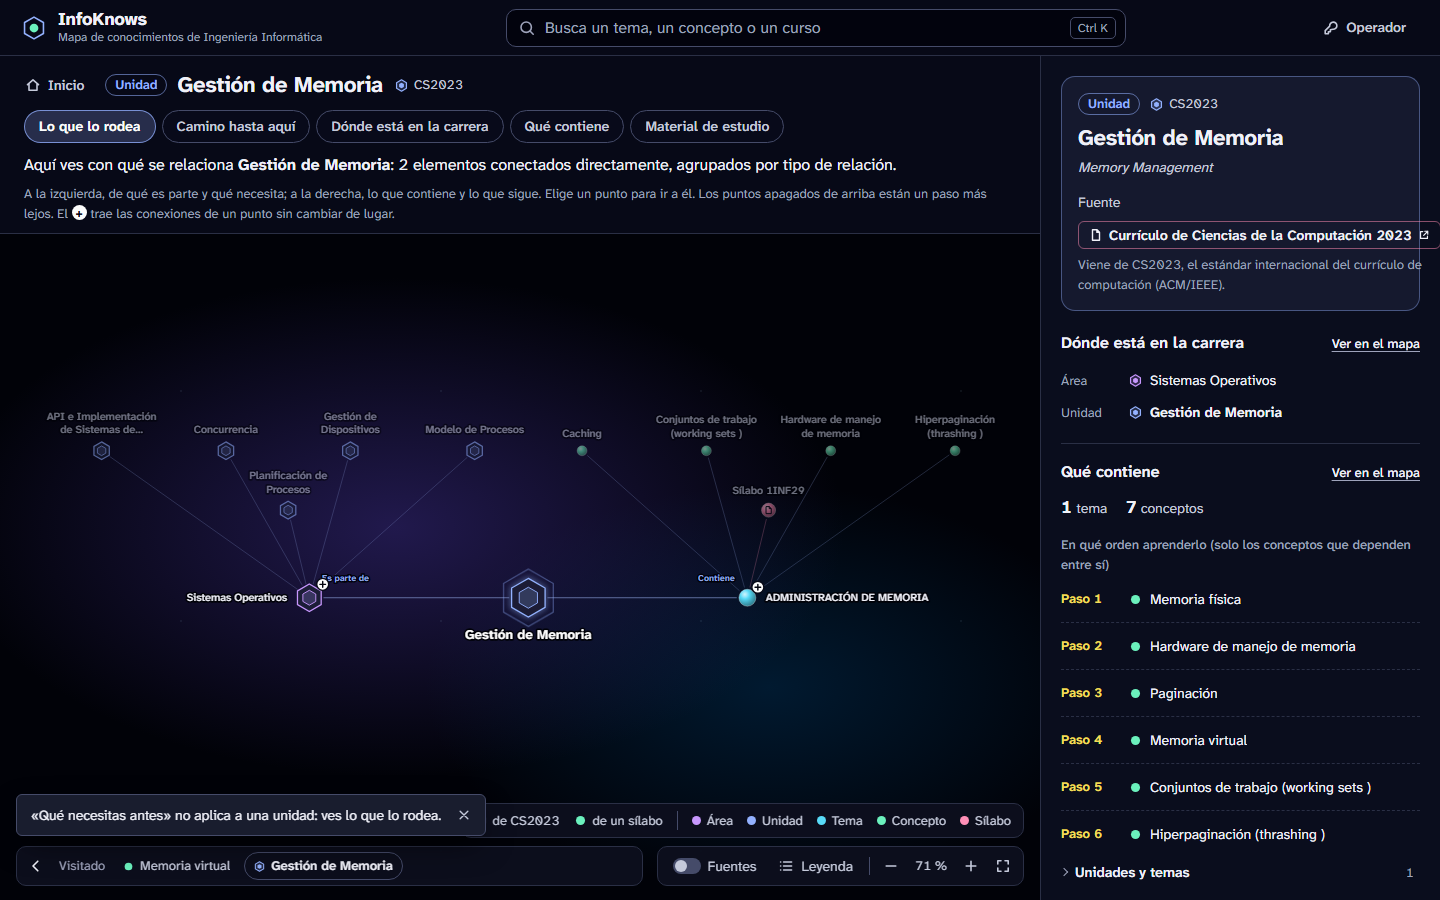 InfoKnows
Mapa de conocimientos de Ingeniería Informática
Busca un tema, un concepto o un curso
Ctrl K
Operador
Inicio
Unidad
Gestión de Memoria
CS2023
Lo que lo rodea
Camino hasta aquí
Dónde está en la carrera
Qué contiene
Material de estudio
Aquí ves con qué se relaciona Gestión de Memoria: 2 elementos conectados directamente, agrupados por tipo de relación.
A la izquierda, de qué es parte y qué necesita; a la derecha, lo que contiene y lo que sigue. Elige un punto para ir a él. Los puntos apagados de arriba están un paso más
lejos. El + trae las conexiones de un punto sin cambiar de lugar.
API e Implementación
de Sistemas de...
Concurrencia
Gestión de
Dispositivos
Modelo de Procesos
Planificación de
Procesos
Caching
Conjuntos de trabajo
(working sets )
Hardware de manejo
de memoria
Hiperpaginación
(thrashing )
Sílabo 1INF29
Es parte de
Contiene
Sistemas Operativos
Gestión de Memoria
ADMINISTRACIÓN DE MEMORIA
«Qué necesitas antes» no aplica a una unidad: ves lo que lo rodea.
de CS2023
de un sílabo
Área
Unidad
Tema
Concepto
Sílabo
Visitado
Memoria virtual
Gestión de Memoria
Fuentes
Leyenda
71 %
Unidad
CS2023
Gestión de Memoria
Memory Management
Fuente
Currículo de Ciencias de la Computación 2023
Viene de CS2023, el estándar internacional del currículo de
computación (ACM/IEEE).
Dónde está en la carrera
Ver en el mapa
Área
Sistemas Operativos
Unidad
Gestión de Memoria
Qué contiene
Ver en el mapa
1 tema
7 conceptos
En qué orden aprenderlo (solo los conceptos que dependen
entre sí)
Paso 1
Memoria física
Paso 2
Hardware de manejo de memoria
Paso 3
Paginación
Paso 4
Memoria virtual
Paso 5
Conjuntos de trabajo (working sets )
Paso 6
Hiperpaginación (thrashing )
Unidades y temas
1